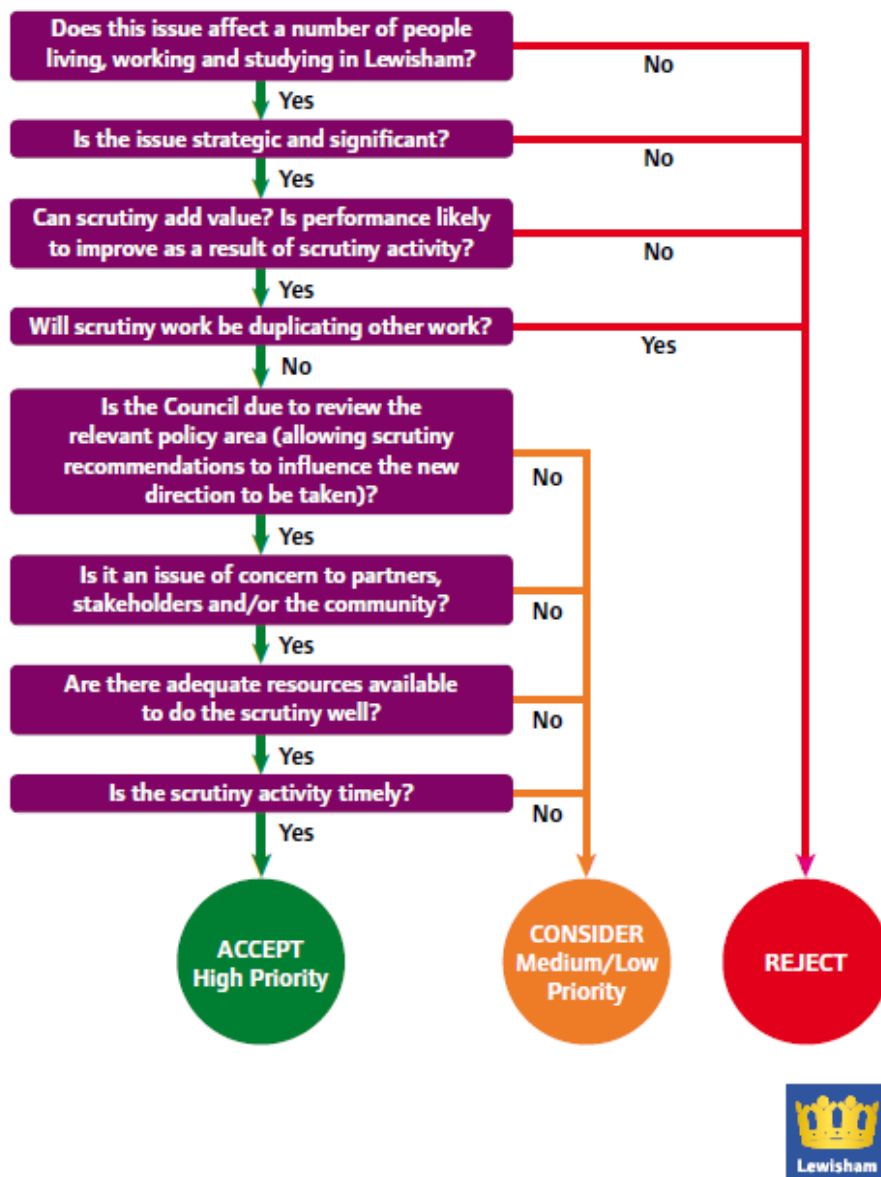 Does this issue affect a number of people
living, working and studying in Lewisham?
No
Yes
Is the issue strategic and significant?
No
Yes
Can scrutiny add value? Is performance likely
to improve as a result of scrutiny activity?
No
Yes
Will scrutiny work be duplicating other work?
Yes
No
Is the Council due to review the
relevant policy area (allowing scrutiny
recommendations to influence the new
direction to be taken)?
No
Yes
Is it an issue of concern to partners,
stakeholders and/or the community?
No
Yes
Are there adequate resources available
to do the scrutiny well?
No
Yes
Is the scrutiny activity timely?
No
Yes
ACCEPT
High Priority
CONSIDER
Medium/Low
Priority
REJECT
Lewisham